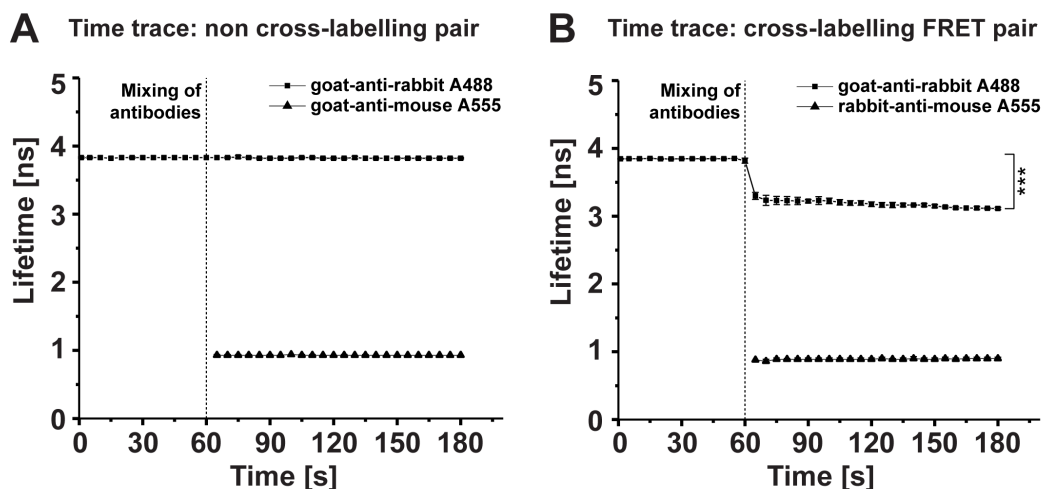 A Time trace: non cross-labelling pair
Mixing of
antibodies
goat-anti-rabbit A488
goat-anti-mouse A555
Lifetime [ns]
5
4
3
2
1
0
0 30 60 90 120 150 180
Time [s]
B Time trace: cross-labelling FRET pair
Mixing of
antibodies
goat-anti-rabbit A488
rabbit-anti-mouse A555
***
Lifetime [ns]
5
4
3
2
1
0
0 30 60 90 120 150 180
Time [s]